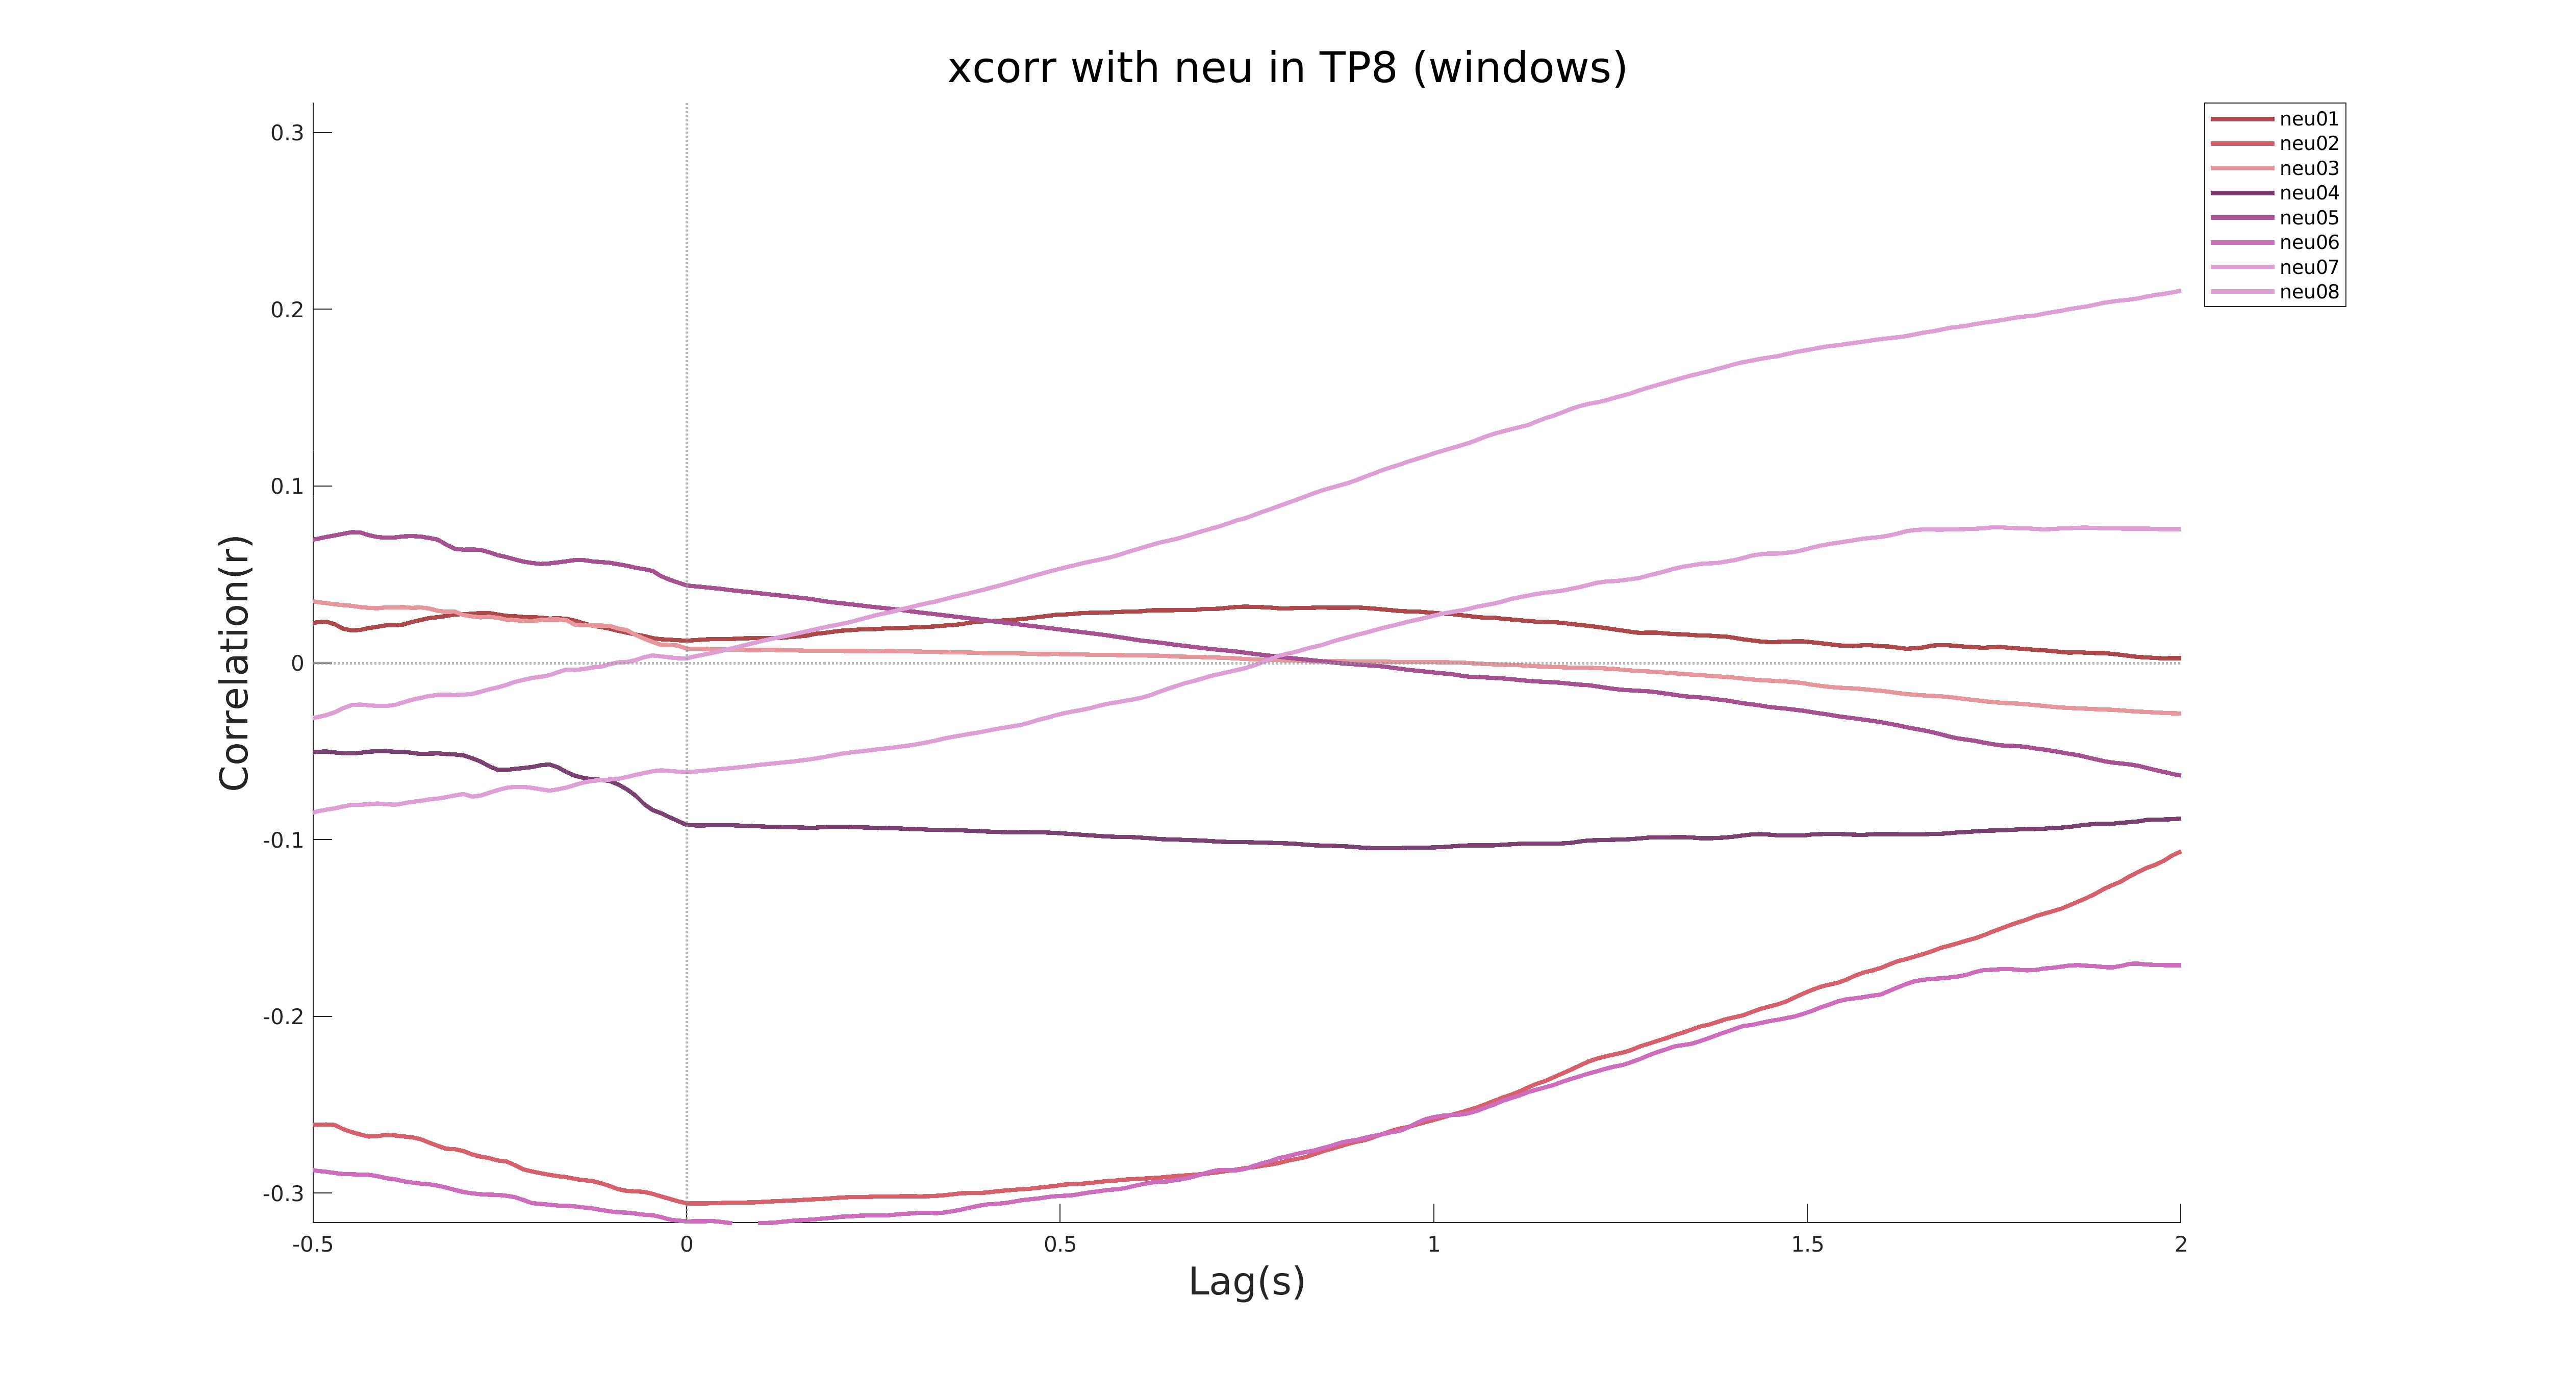 xcorr with neu in TP8 (windows)
neu01
neu02
neu03
neu04
neu05
neu06
neu07
neu08
Correlation(r)
0.3
0.2
0.1
0
-0.1
-0.2
-0.3
-0.5 0 0.5 1 1.5 2
Lag(s)